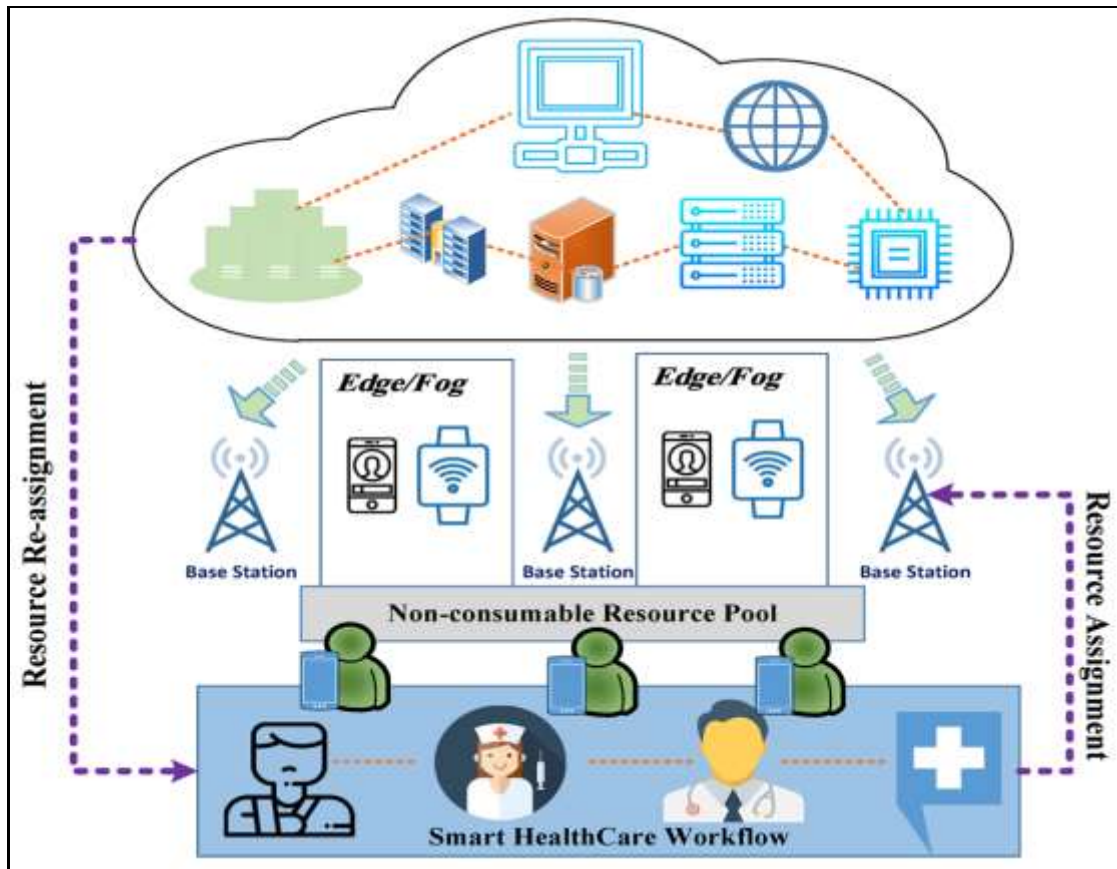 Edge/Fog
Edge/Fog
Base Station
Base Station
Base Station
Non-consumable Resource Pool
Smart HealthCare Workflow
Resource Re-assignment
Resource Assignment